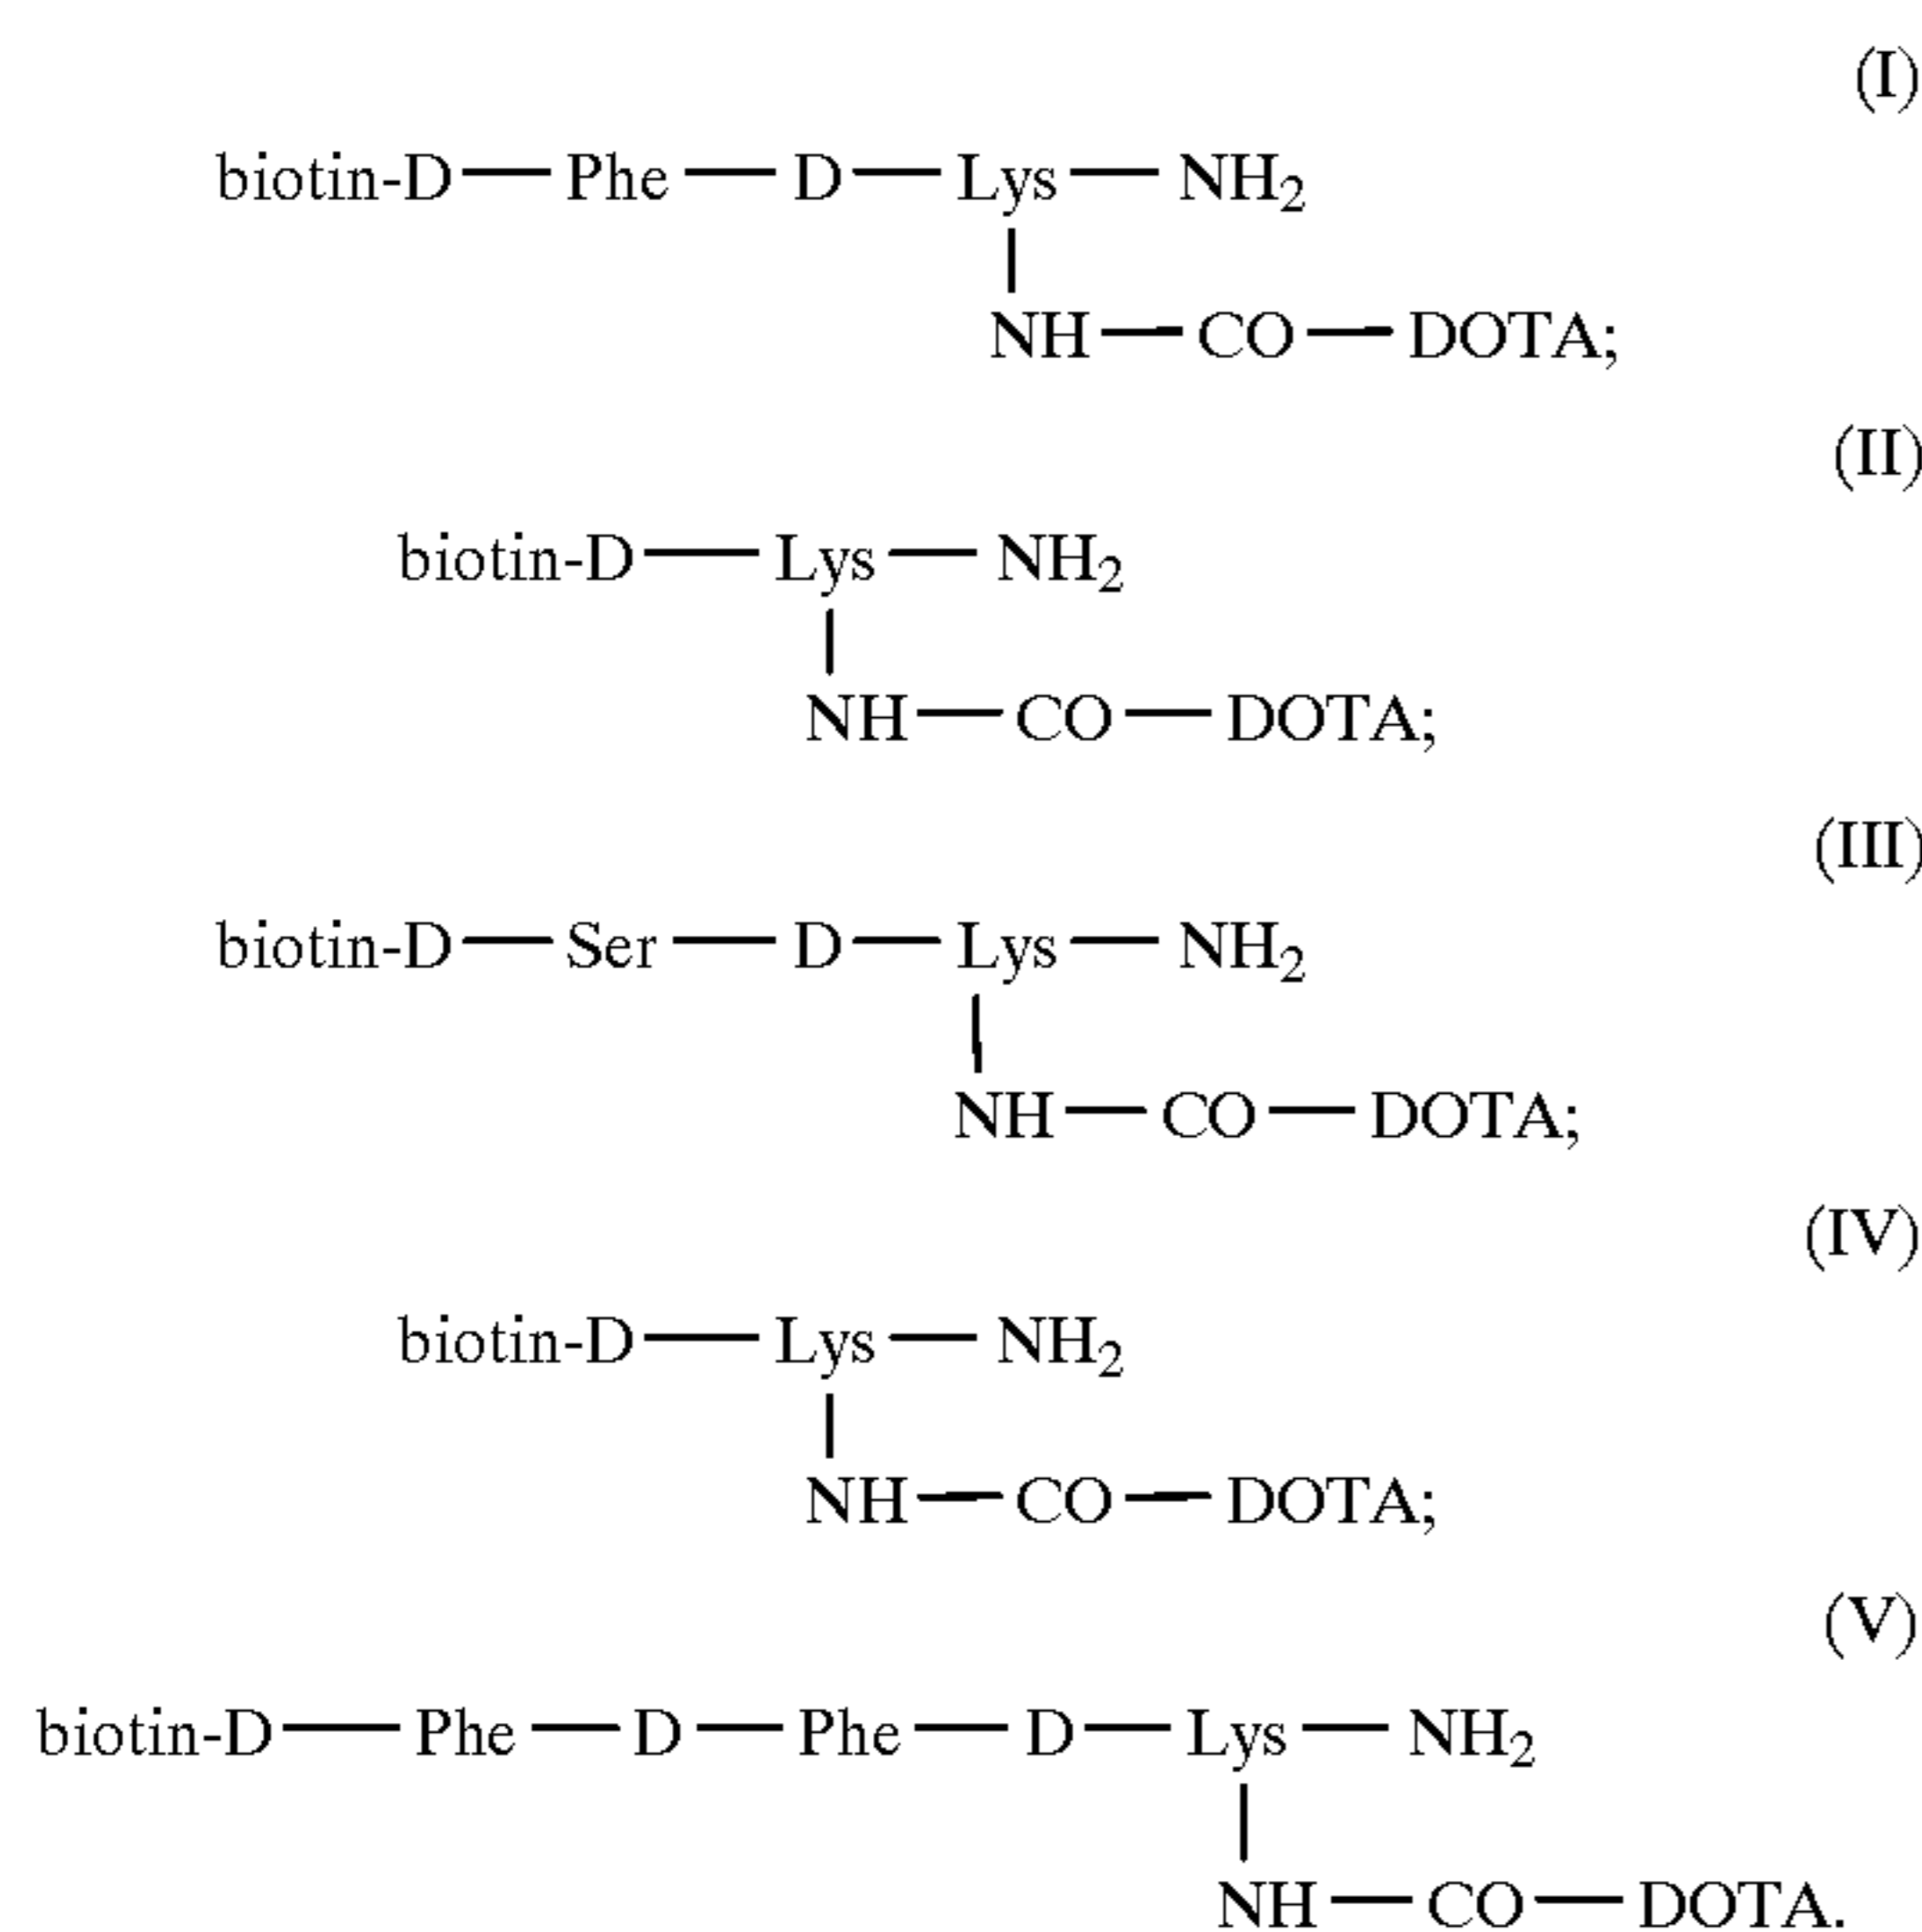 (I)
biotin-D—Phe—D—Lys—NH₂
NH—CO—DOTA;
(II)
biotin-D—Lys—NH₂
NH—CO—DOTA;
(III)
biotin-D—Ser—D—Lys—NH₂
NH—CO—DOTA;
(IV)
biotin-D—Lys—NH₂
NH—CO—DOTA;
(V)
biotin-D—Phe—D—Phe—D—Lys—NH₂
NH—CO—DOTA.